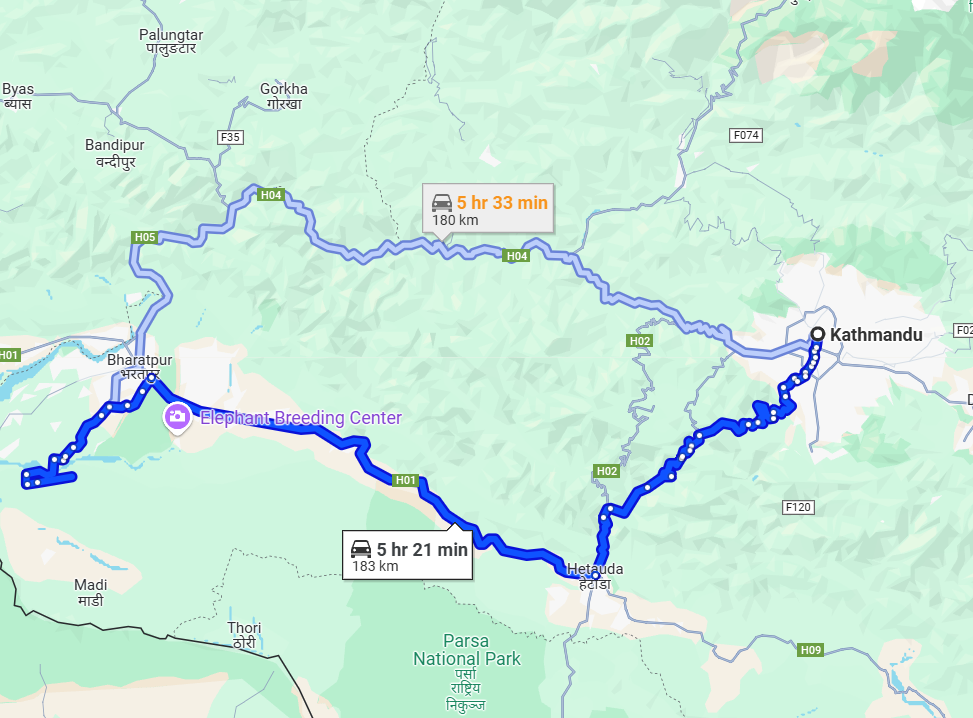 Palungtar
पालुङटार
Byas
ब्यास
Gorkha
गोरखा
F35
F074
Bandipur
वन्दीपुर
H04
5 hr 33 min
180 km
H05
H04
Kathmandu
F02
H02
H01
Bharatpur
भरतपुर
Elephant Breeding Center
H02
H01
F120
5 hr 21 min
183 km
Hetauda
हेटौडा
Madi
माडी
Thori
ठोरी
Parsa
National Park
पर्सा
राष्ट्रिय
निकुञ्ज
H09